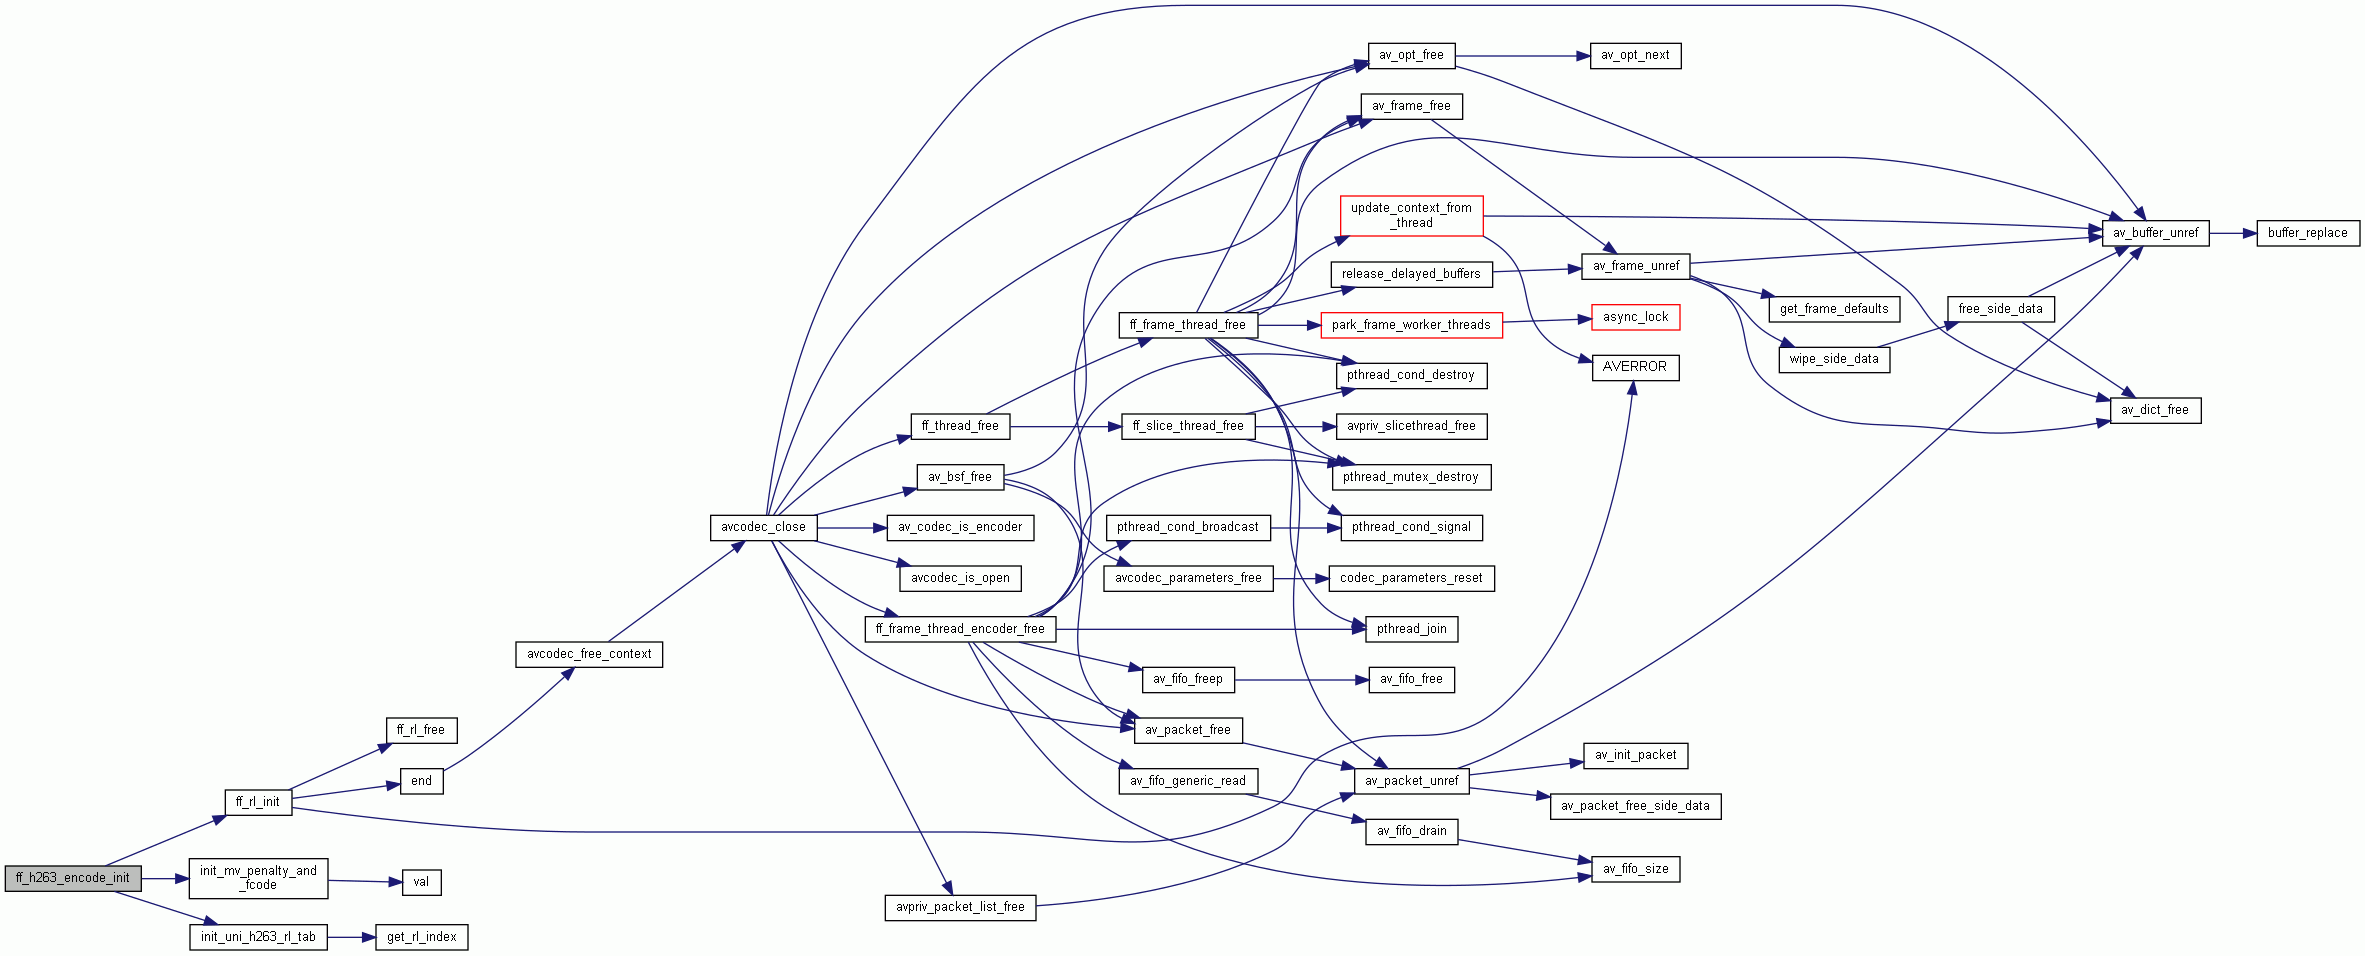 ff_h263_encode_init
ff_rl_init
init_mv_penalty_and
_fcode
init_uni_h263_rl_tab
ff_rl_free
end
val
get_rl_index
avcodec_free_context
avcodec_close
ff_thread_free
av_bsf_free
av_codec_is_encoder
avcodec_is_open
ff_frame_thread_encoder_free
avpriv_packet_list_free
ff_frame_thread_free
ff_slice_thread_free
pthread_cond_broadcast
avcodec_parameters_free
av_fifo_freep
av_packet_free
av_fifo_generic_read
av_opt_free
av_frame_free
update_context_from
_thread
release_delayed_buffers
park_frame_worker_threads
pthread_cond_destroy
avpriv_slicethread_free
pthread_mutex_destroy
pthread_cond_signal
codec_parameters_reset
pthread_join
av_fifo_free
av_packet_unref
av_fifo_drain
av_opt_next
av_frame_unref
async_lock
AVERROR
av_init_packet
av_packet_free_side_data
av_fifo_size
get_frame_defaults
wipe_side_data
free_side_data
av_buffer_unref
av_dict_free
buffer_replace